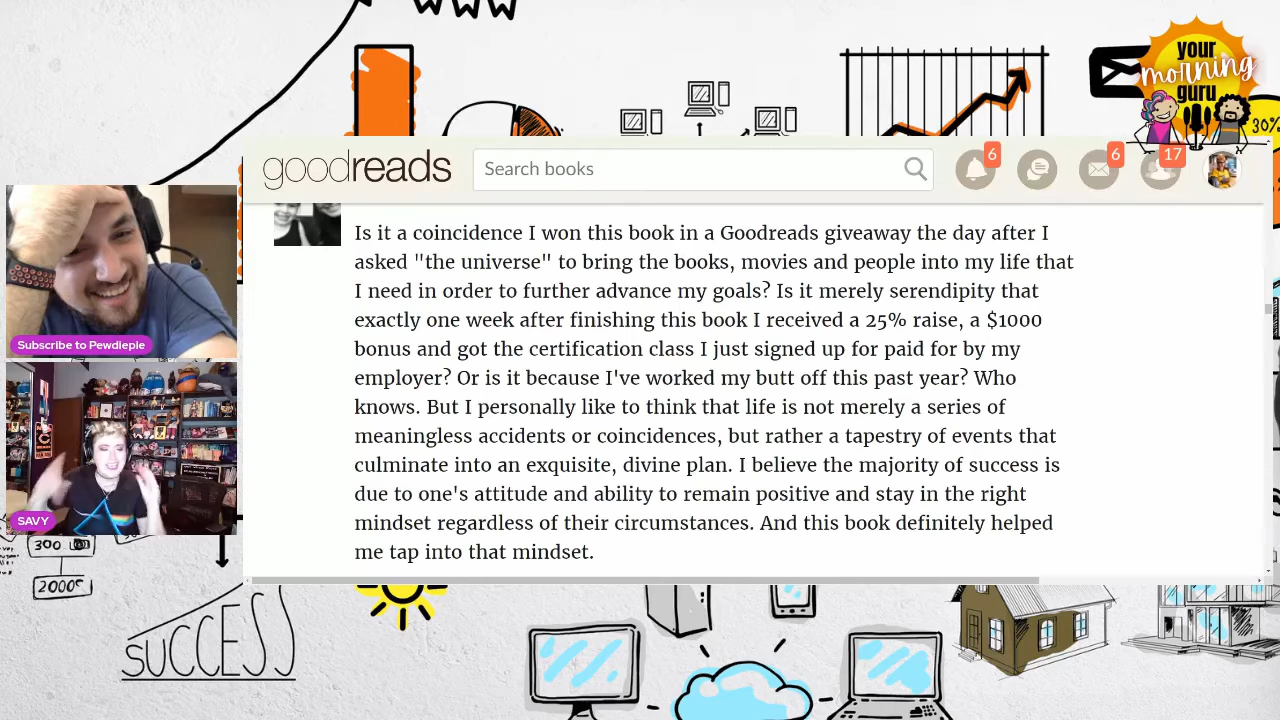 WWW
your
morning
guru
30%
goodreads
Search books
6
6
17
Is it a coincidence I won this book in a Goodreads giveaway the day after I
asked "the universe" to bring the books, movies and people into my life that
I need in order to further advance my goals? Is it merely serendipity that
exactly one week after finishing this book I received a 25% raise, a $1000
bonus and got the certification class I just signed up for paid for by my
employer? Or is it because I've worked my butt off this past year? Who
knows. But I personally like to think that life is not merely a series of
meaningless accidents or coincidences, but rather a tapestry of events that
culminate into an exquisite, divine plan. I believe the majority of success is
due to one's attitude and ability to remain positive and stay in the right
mindset regardless of their circumstances. And this book definitely helped
me tap into that mindset.
Subscribe to Pewdiepie
SAVY
300
2000
SUCCESS